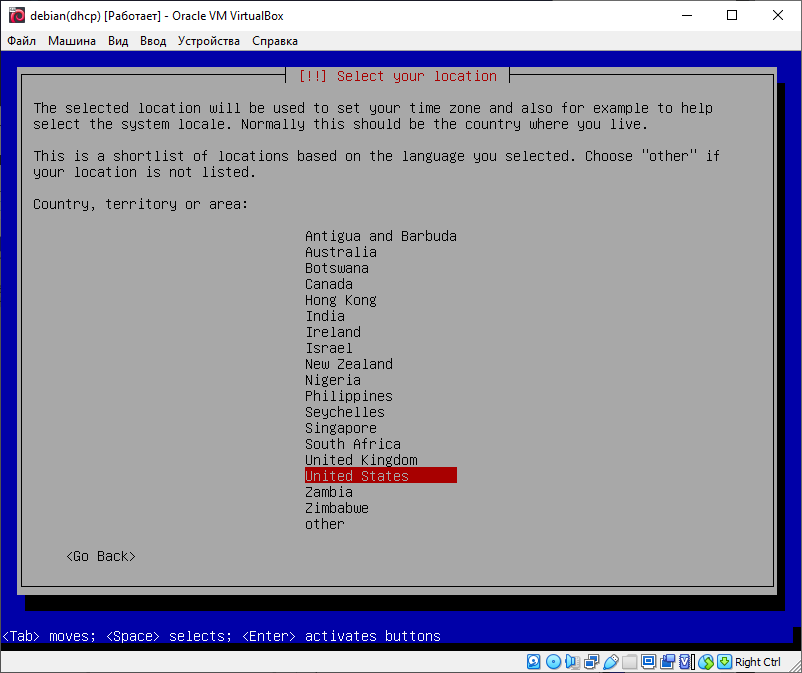 debian(dhcp) [Работает] - Oracle VM VirtualBox
Файл Машина Вид Ввод Устройства Справка
[!!] Select your location
The selected location will be used to set your time zone and also for example to help
select the system locale. Normally this should be the country where you live.
This is a shortlist of locations based on the language you selected. Choose "other" if
your location is not listed.
Country, territory or area:
Antigua and Barbuda
Australia
Botswana
Canada
Hong Kong
India
Ireland
Israel
New Zealand
Nigeria
Philippines
Seychelles
Singapore
South Africa
United Kingdom
United States
Zambia
Zimbabwe
other
<Go Back>
<Tab> moves; <Space> selects; <Enter> activates buttons
Right Ctrl